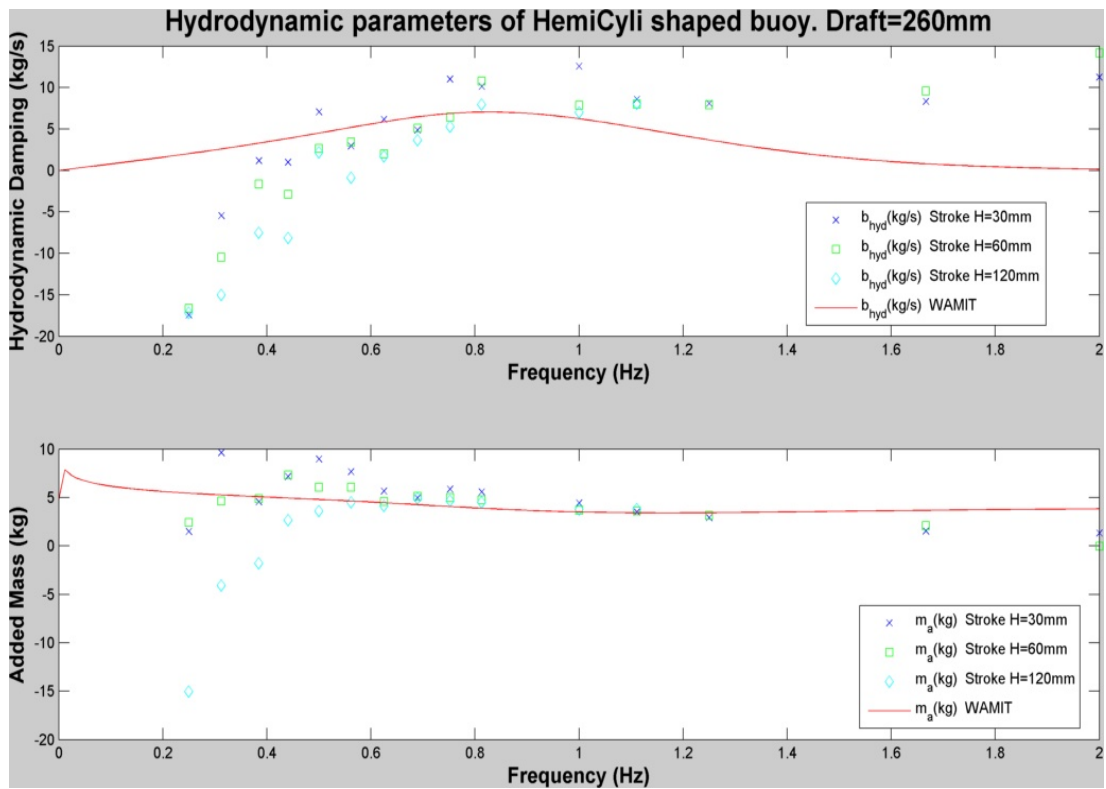 Hydrodynamic parameters of HemiCyli shaped buoy. Draft=260mm
Hydrodynamic Damping (kg/s)
15
10
5
0
-5
-10
-15
-20
b_hyd(kg/s) Stroke H=30mm
b_hyd(kg/s) Stroke H=60mm
b_hyd(kg/s) Stroke H=120mm
b_hyd(kg/s) WAMIT
0 0.2 0.4 0.6 0.8 1 1.2 1.4 1.6 1.8 2
Frequency (Hz)
Added Mass (kg)
10
5
0
-5
-10
-15
-20
m_a(kg) Stroke H=30mm
m_a(kg) Stroke H=60mm
m_a(kg) Stroke H=120mm
m_a(kg) WAMIT
0 0.2 0.4 0.6 0.8 1 1.2 1.4 1.6 1.8 2
Frequency (Hz)